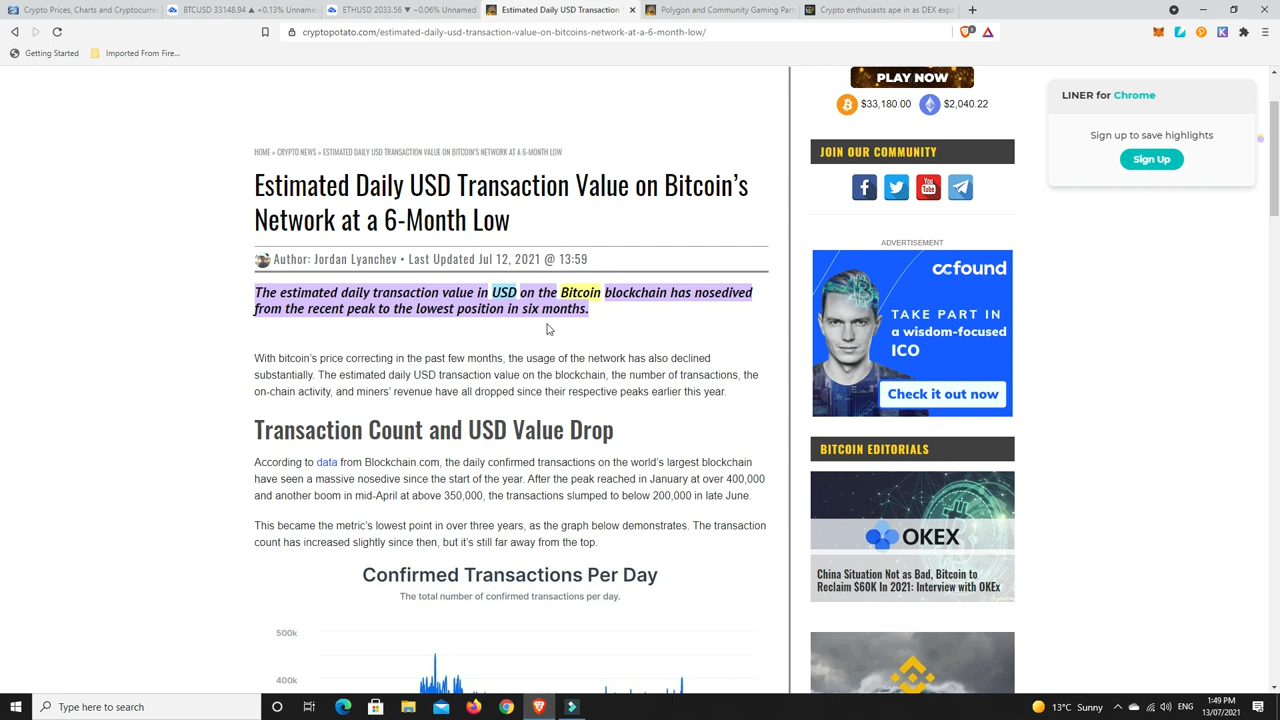 Crypto Prices, Charts and Cryptocurr
BTCUSD 33148.94 ▲ +0.13% Unname
ETHUSD 2033.56 ▼ −0.06% Unnamed
Estimated Daily USD Transaction
Polygon and Community Gaming Part
Crypto enthusiasts ape in as DEX expa
cryptopotato.com/estimated-daily-usd-transaction-value-on-bitcoins-network-at-a-6-month-low/
Getting Started
Imported From Fire...
PLAY NOW
$33,180.00 $2,040.22
LINER for Chrome
Sign up to save highlights
Sign Up
HOME » CRYPTO NEWS » ESTIMATED DAILY USD TRANSACTION VALUE ON BITCOIN'S NETWORK AT A 6-MONTH LOW
Estimated Daily USD Transaction Value on Bitcoin's
Network at a 6-Month Low
Author: Jordan Lyanchev • Last Updated Jul 12, 2021 @ 13:59
The estimated daily transaction value in USD on the Bitcoin blockchain has nosedived
from the recent peak to the lowest position in six months.
With bitcoin's price correcting in the past few months, the usage of the network has also declined
substantially. The estimated daily USD transaction value on the blockchain, the number of transactions, the
on-chain activity, and miners' revenue have all dropped since their respective peaks earlier this year.
Transaction Count and USD Value Drop
According to data from Blockchain.com, the daily confirmed transactions on the world's largest blockchain
have seen a massive nosedive since the start of the year. After the peak reached in January at over 400,000
and another boom in mid-April at above 350,000, the transactions slumped to below 200,000 in late June.
This became the metric's lowest point in over three years, as the graph below demonstrates. The transaction
count has increased slightly since then, but it's still far away from the top.
Confirmed Transactions Per Day
The total number of confirmed transactions per day.
500k
400k
JOIN OUR COMMUNITY
You
Tube
ADVERTISEMENT
ccfound
TAKE PART IN
a wisdom-focused
ICO
Check it out now
BITCOIN EDITORIALS
OKEX
China Situation Not as Bad, Bitcoin to
Reclaim $60K In 2021: Interview with OKEx
Type here to search
13°C Sunny
ENG
1:49 PM
13/07/2021